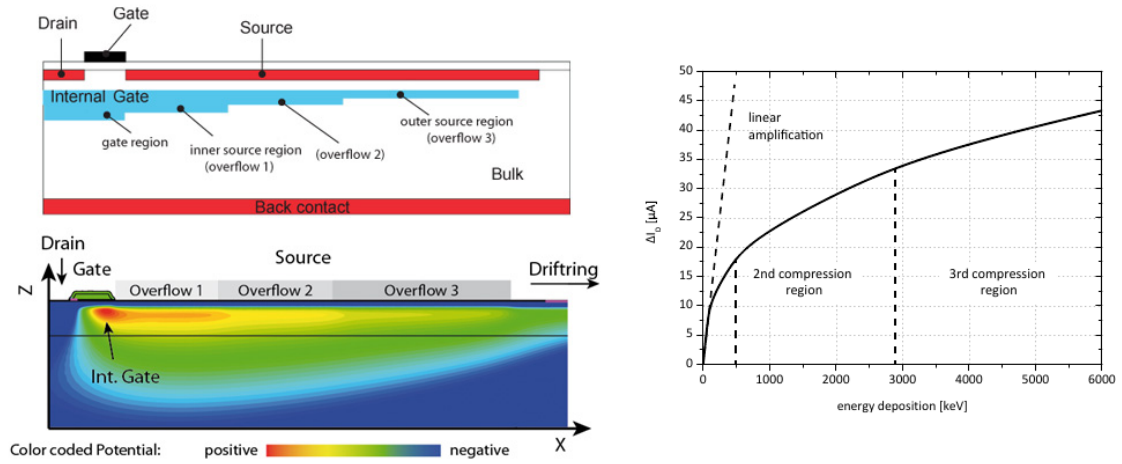 Drain
Gate
Source
Internal Gate
gate region
inner source region
(overflow 1)
(overflow 2)
outer source region
(overflow 3)
Bulk
Back contact
Drain
Gate
Source
Driftring
Z
Overflow 1
Overflow 2
Overflow 3
Int. Gate
X
Color coded Potential:
positive
negative
50
45
40
35
30
25
20
15
10
5
0
ΔI_D [µA]
linear
amplification
2nd compression
region
3rd compression
region
0
1000
2000
3000
4000
5000
6000
energy deposition [keV]